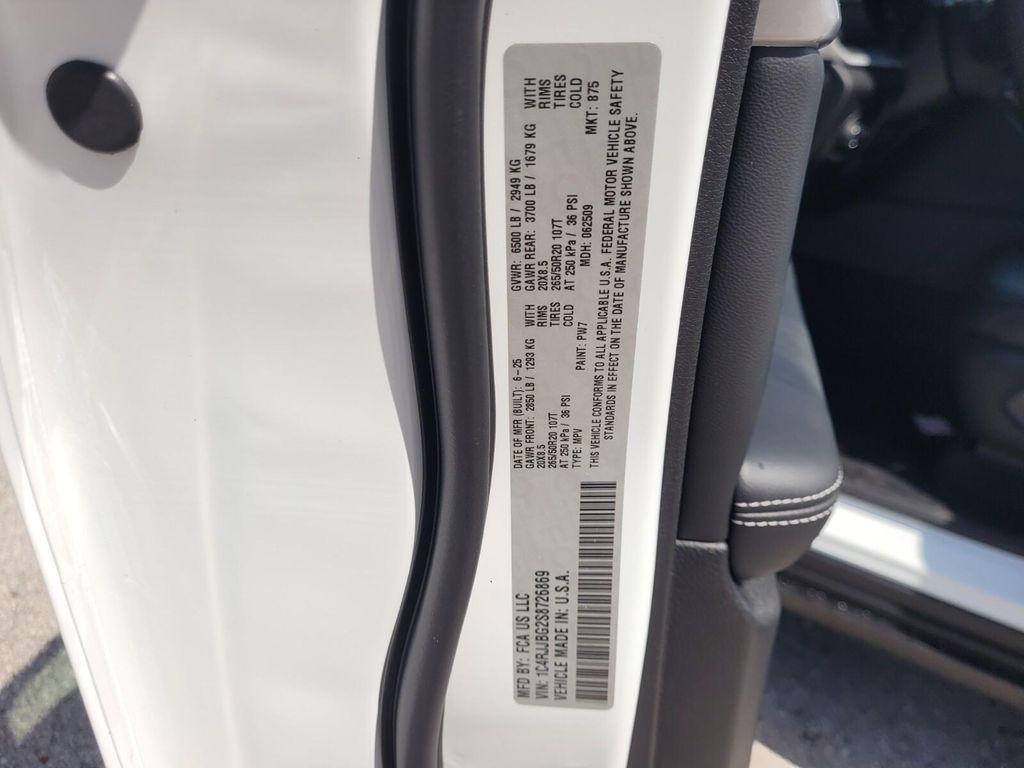 MFD BY: FCA US LLC
VIN: 1C4RJJBG2S8726869
VEHICLE MADE IN: U.S.A.
DATE OF MFR (BUILT): 6-25
GAWR FRONT: 2850 LB / 1293 KG WITH
20X8.5 RIMS
265/50R20 107T TIRES
AT 250 kPa / 36 PSI COLD
TYPE: MPV PAINT: PW7
GVWR: 6500 LB / 2949 KG
GAWR REAR: 3700 LB / 1679 KG WITH
20X8.5 RIMS
265/50R20 107T TIRES
AT 250 kPa / 36 PSI COLD
MDH: 062509 MKT: 875
THIS VEHICLE CONFORMS TO ALL APPLICABLE U.S.A. FEDERAL MOTOR VEHICLE SAFETY
STANDARDS IN EFFECT ON THE DATE OF MANUFACTURE SHOWN ABOVE.